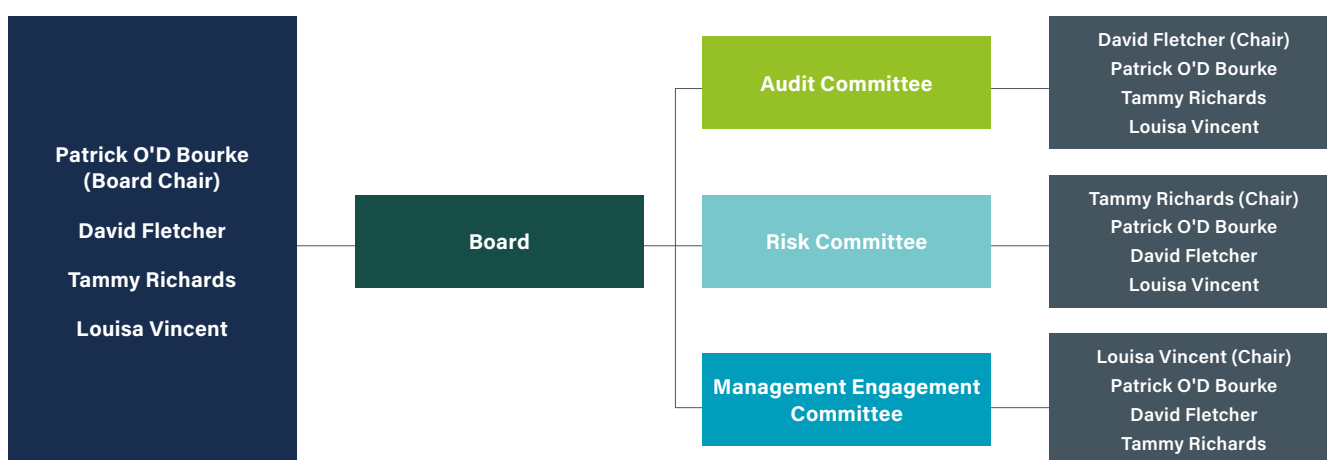 Patrick O'D Bourke
(Board Chair)
David Fletcher
Tammy Richards
Louisa Vincent
Board
Audit Committee
Risk Committee
Management Engagement
Committee
David Fletcher (Chair)
Patrick O'D Bourke
Tammy Richards
Louisa Vincent
Tammy Richards (Chair)
Patrick O'D Bourke
David Fletcher
Louisa Vincent
Louisa Vincent (Chair)
Patrick O'D Bourke
David Fletcher
Tammy Richards